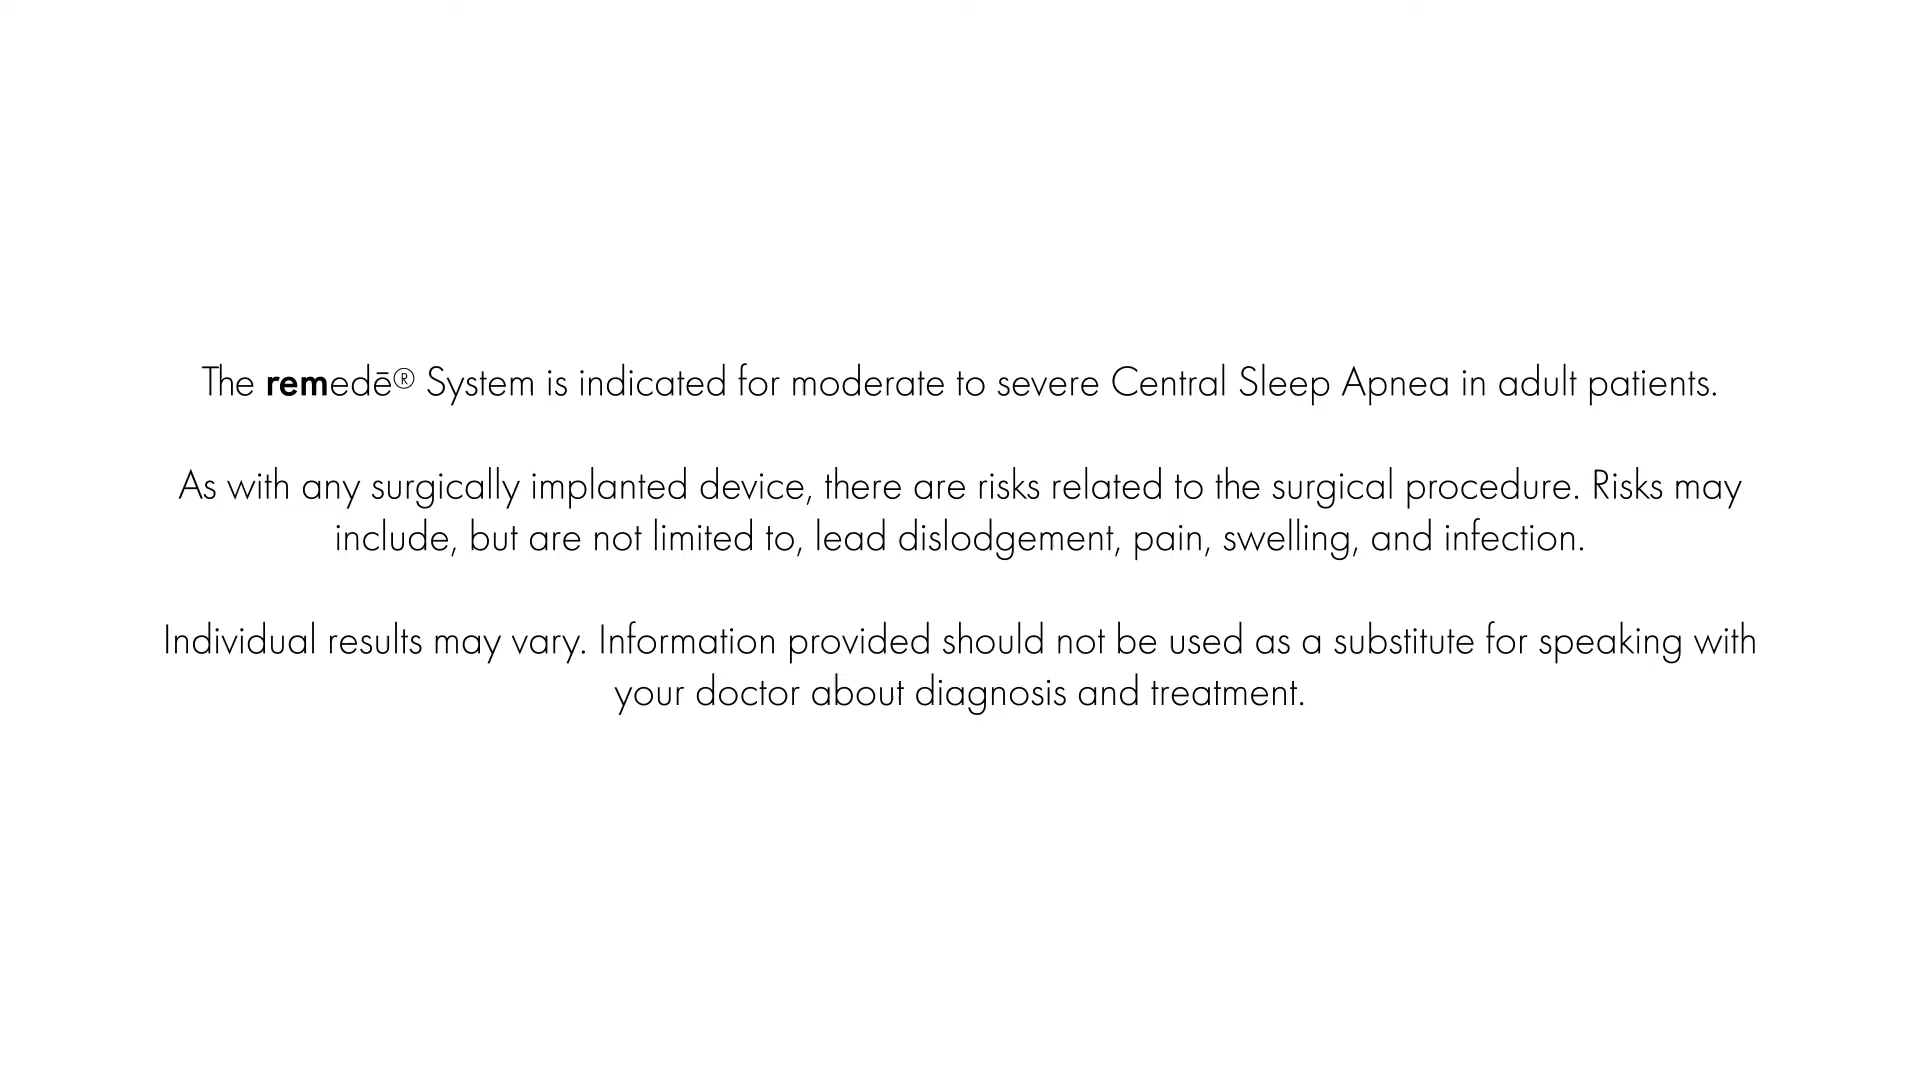 The remedē® System is indicated for moderate to severe Central Sleep Apnea in adult patients.
As with any surgically implanted device, there are risks related to the surgical procedure. Risks may
include, but are not limited to, lead dislodgement, pain, swelling, and infection.
Individual results may vary. Information provided should not be used as a substitute for speaking with
your doctor about diagnosis and treatment.